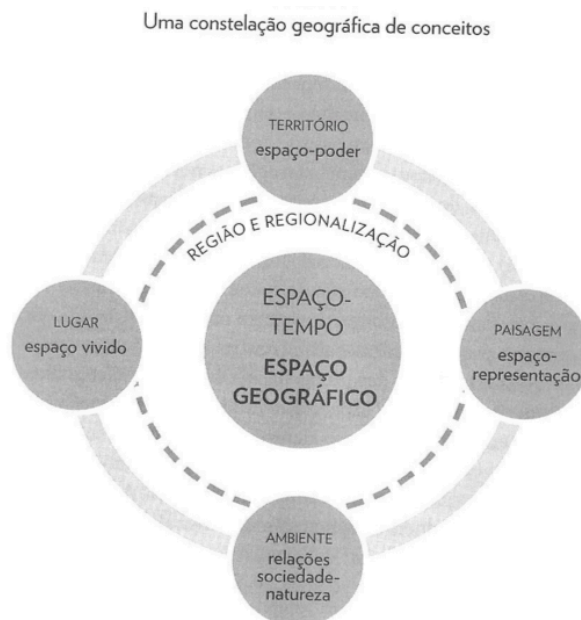 Uma constelação geográfica de conceitos
TERRITÓRIO
espaço-poder
REGIÃO E REGIONALIZAÇÃO
LUGAR
espaço vivido
ESPAÇO-
TEMPO
ESPAÇO
GEOGRÁFICO
PAISAGEM
espaço-
representação
AMBIENTE
relações
sociedade-
natureza